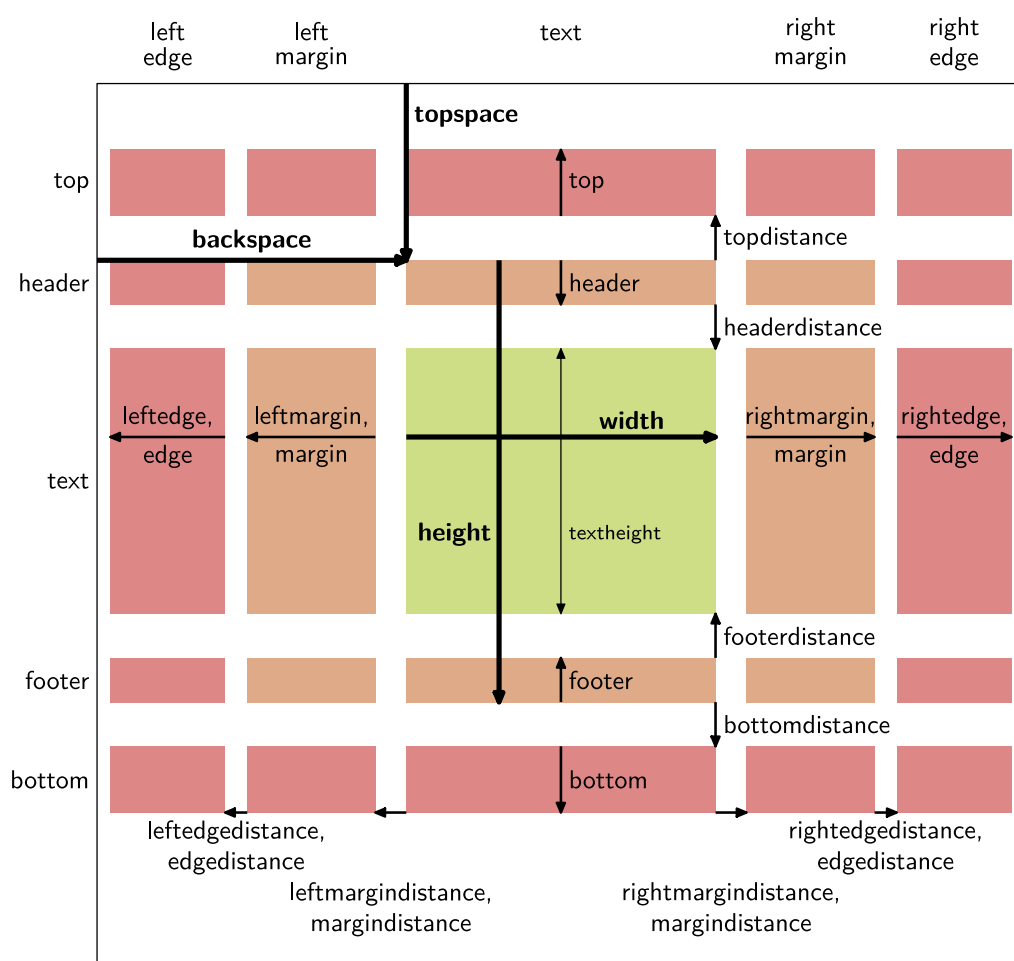 left
edge
left
margin
text
right
margin
right
edge
topspace
top
top
topdistance
backspace
header
header
headerdistance
leftedge,
edge
leftmargin,
margin
width
rightmargin,
margin
rightedge,
edge
text
height
textheight
footerdistance
footer
footer
bottomdistance
bottom
bottom
leftedgedistance,
edgedistance
rightedgedistance,
edgedistance
leftmargindistance,
margindistance
rightmargindistance,
margindistance